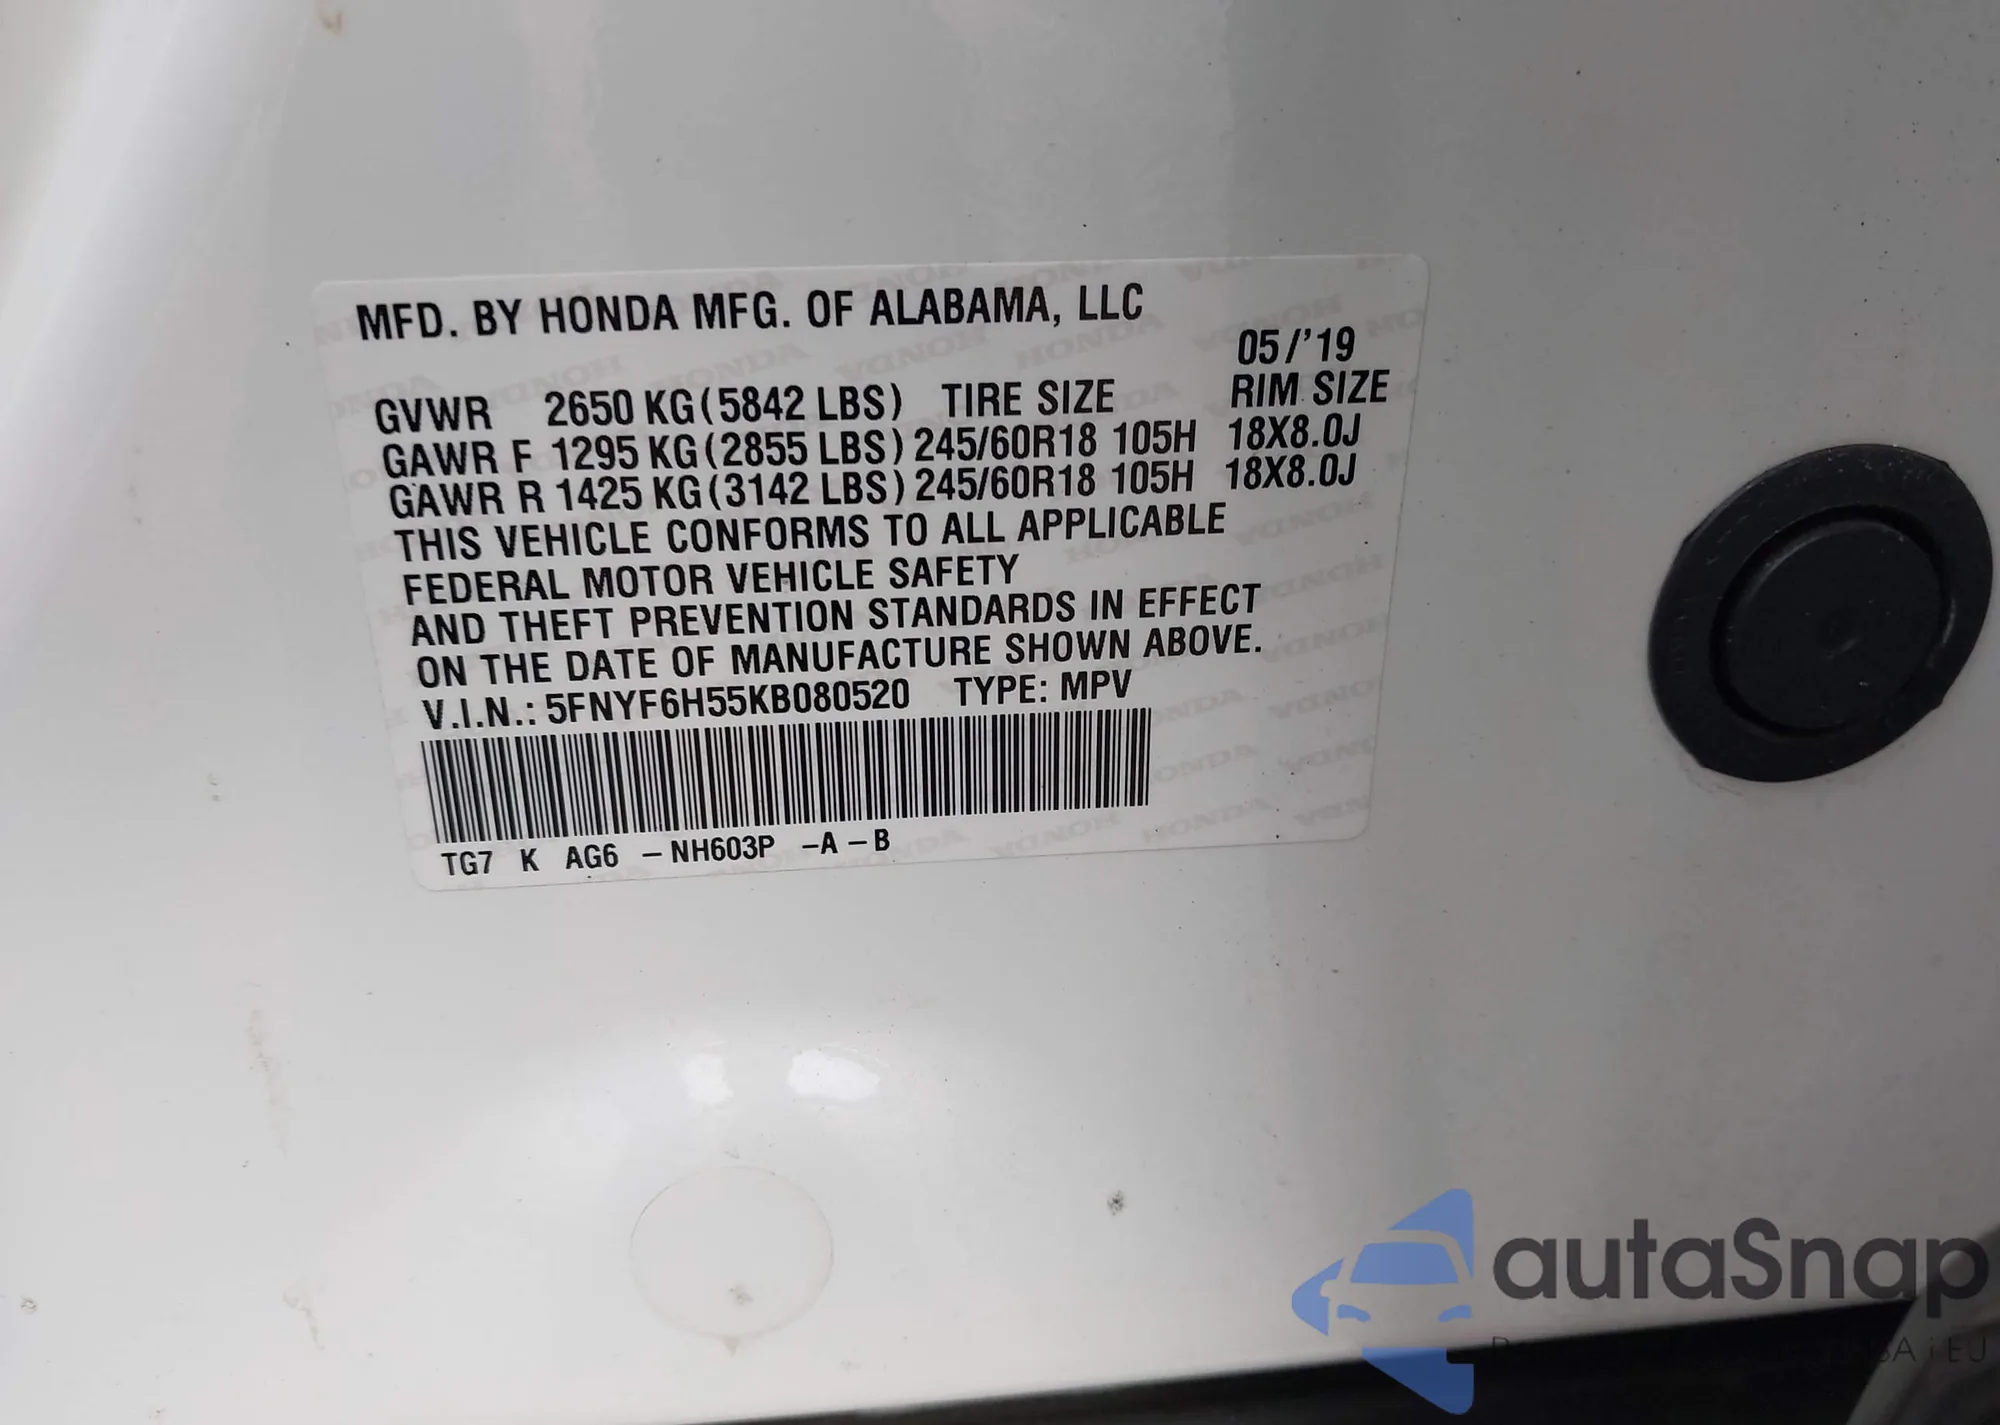 MFD. BY HONDA MFG. OF ALABAMA, LLC
05/'19
GVWR 2650 KG(5842 LBS) TIRE SIZE RIM SIZE
GAWR F 1295 KG(2855 LBS) 245/60R18 105H 18X8.0J
GAWR R 1425 KG(3142 LBS) 245/60R18 105H 18X8.0J
THIS VEHICLE CONFORMS TO ALL APPLICABLE
FEDERAL MOTOR VEHICLE SAFETY
AND THEFT PREVENTION STANDARDS IN EFFECT
ON THE DATE OF MANUFACTURE SHOWN ABOVE.
V.I.N.: 5FNYF6H55KB080520 TYPE: MPV
TG7 K AG6 -NH603P -A-B
autaSnap
i EU